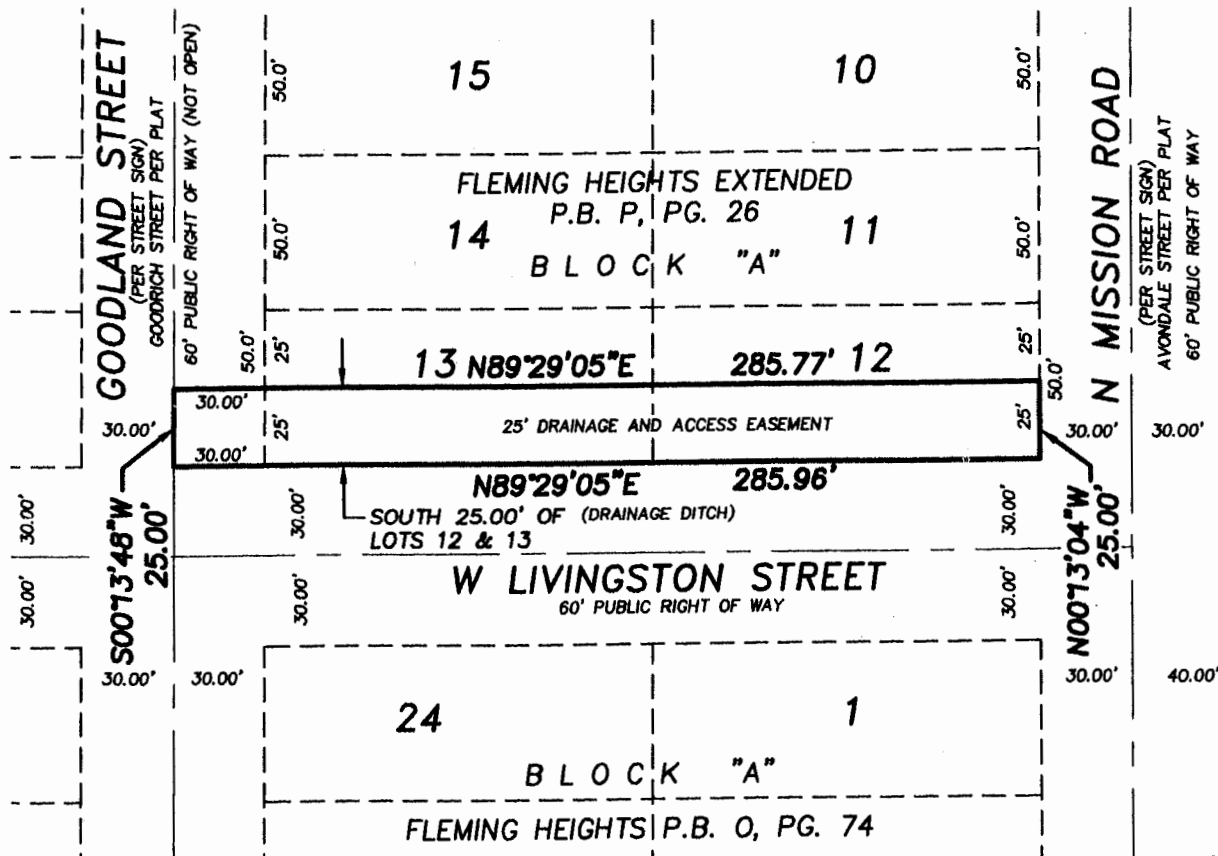 GOODLAND STREET
(PER STREET SIGN)
GOODRICH STREET PER PLAT
60' PUBLIC RIGHT OF WAY (NOT OPEN)
50.0'
15
10
50.0'
N MISSION ROAD
(PER STREET SIGN)
AVONDALE STREET PER PLAT
60' PUBLIC RIGHT OF WAY
FLEMING HEIGHTS EXTENDED
P.B. P, PG. 26
50.0'
14
11
50.0'
BLOCK "A"
50.0'
25'
13
N89°29'05"E
285.77'
12
25'
50.0'
30.00'
30.00'
25'
25' DRAINAGE AND ACCESS EASEMENT
25'
30.00'
30.00'
30.00'
N89°29'05"E
285.96'
S00°13'48"W
25.00'
SOUTH 25.00' OF (DRAINAGE DITCH)
LOTS 12 & 13
N00°13'04"W
25.00'
30.00'
30.00'
30.00'
W LIVINGSTON STREET
60' PUBLIC RIGHT OF WAY
30.00'
30.00'
30.00'
30.00'
30.00'
30.00'
40.00'
24
1
BLOCK "A"
FLEMING HEIGHTS P.B. O, PG. 74